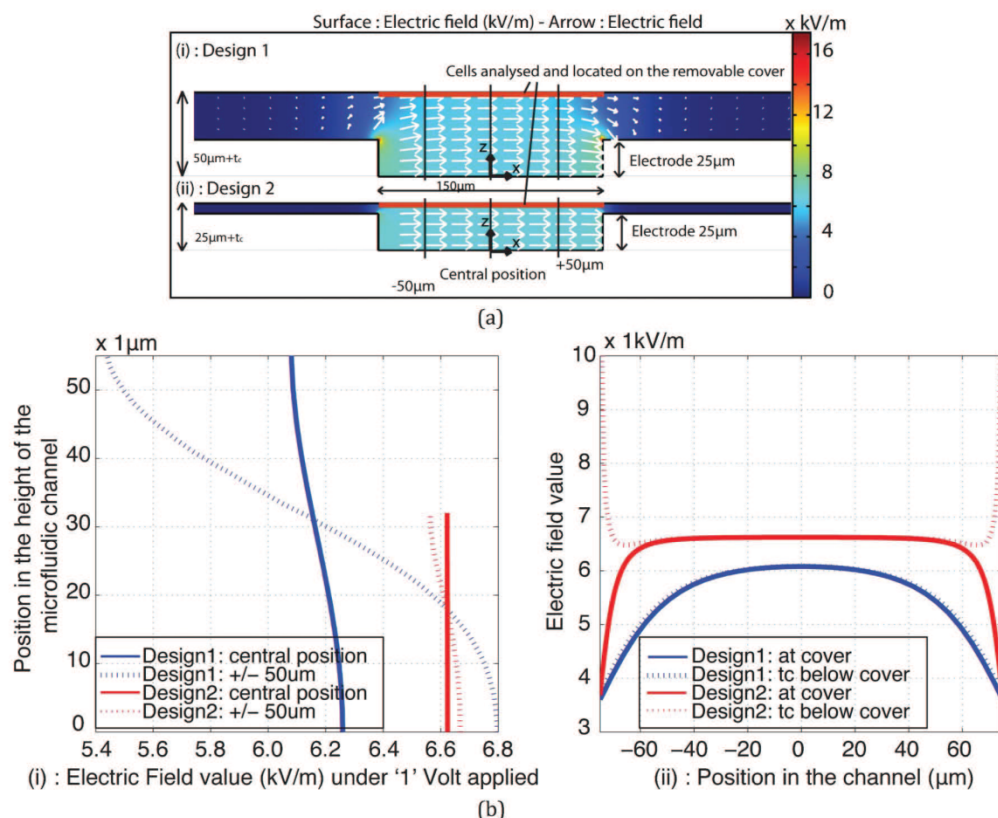 Surface : Electric field (kV/m) - Arrow : Electric field
x kV/m
(i) : Design 1
Cells analysed and located on the removable cover
50µm+tc
z
x
Electrode 25µm
150µm
(ii) : Design 2
25µm+tc
z
x
Electrode 25µm
Central position
-50µm
+50µm
16
12
8
4
0
(a)
x 1µm
50
40
30
20
10
0
Position in the height of the
microfluidic channel
Design1: central position
Design1: +/− 50um
Design2: central position
Design2: +/− 50um
5.4 5.6 5.8 6.0 6.2 6.4 6.6 6.8
(i) : Electric Field value (kV/m) under ‘1’ Volt applied
x 1kV/m
10
9
8
7
6
5
4
3
Electric field value
Design1: at cover
Design1: tc below cover
Design2: at cover
Design2: tc below cover
−60 −40 −20 0 20 40 60
(ii) : Position in the channel (µm)
(b)